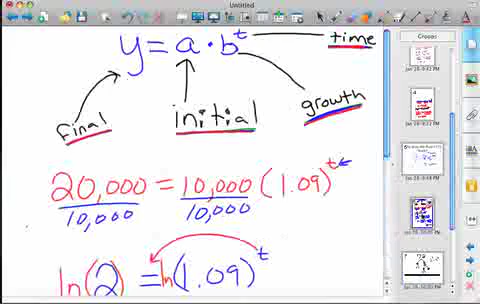 Untitled
Groups
y = a · b^t
time
final
initial
growth
20,000 = 10,000 (1.09)^t
10,000 10,000
ln(2) = ln(1.09)^t